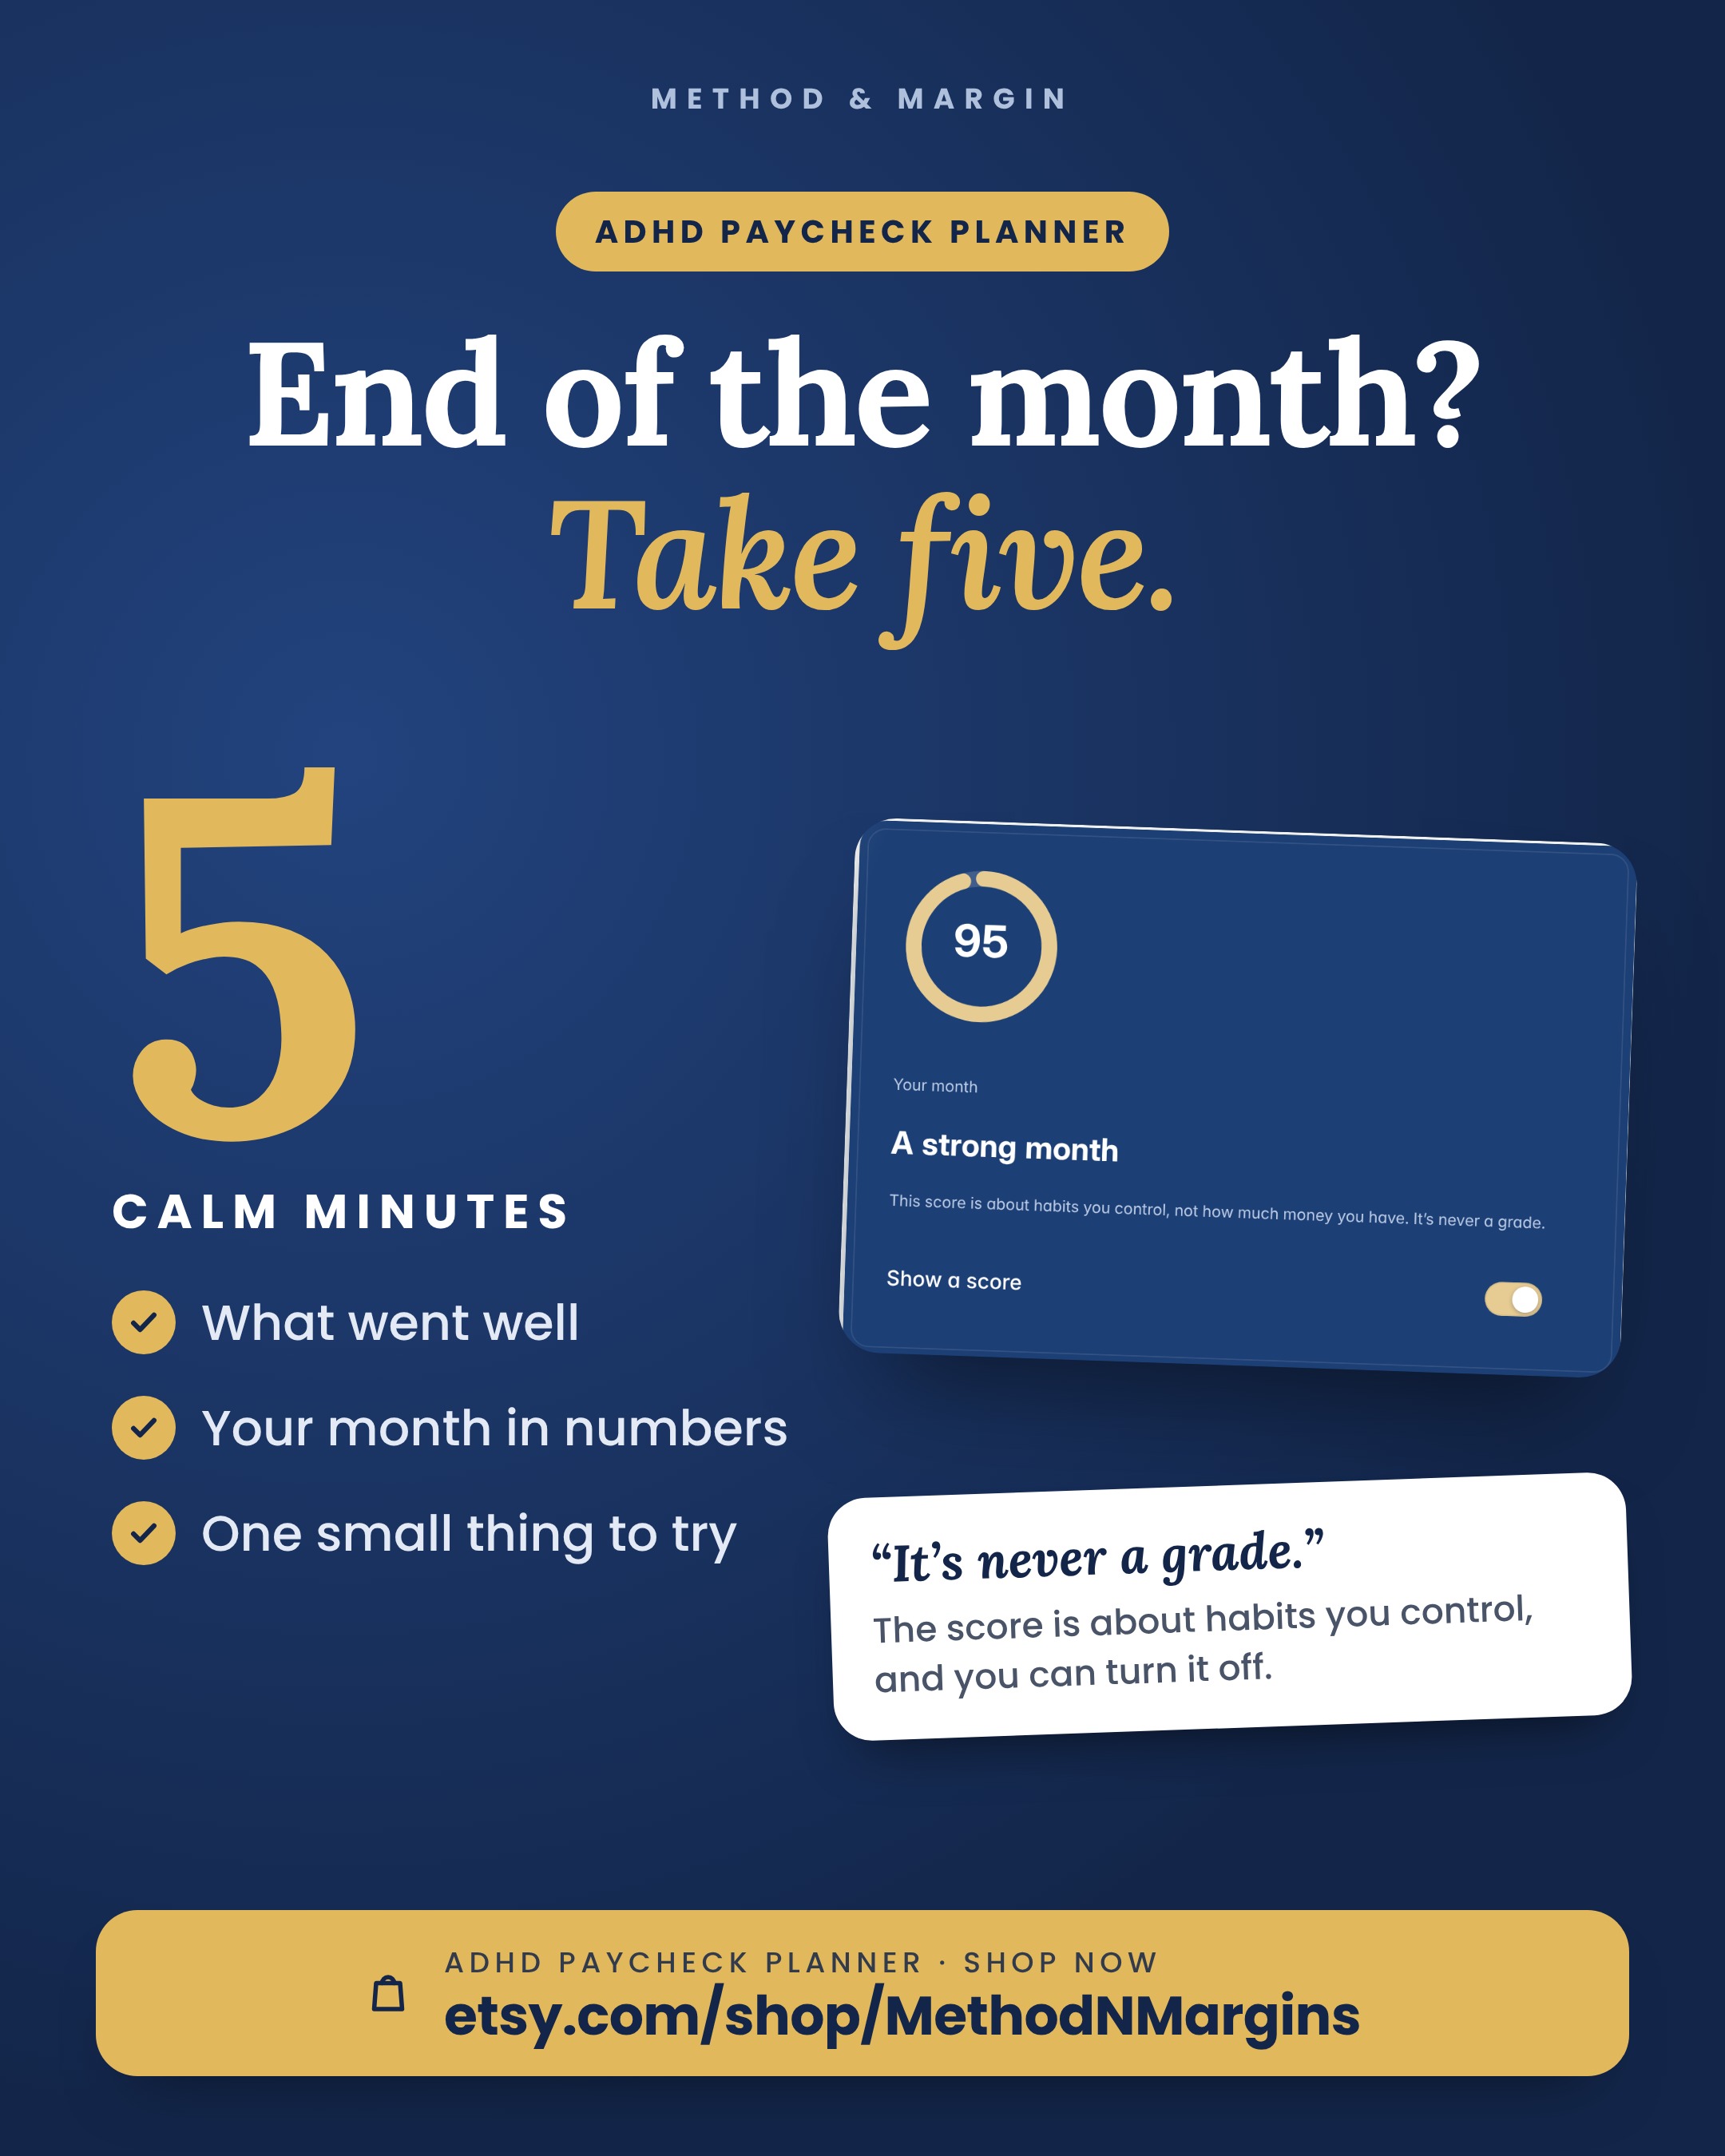 METHOD & MARGIN
ADHD PAYCHECK PLANNER
End of the month?
Take five.
5
CALM MINUTES
What went well
Your month in numbers
One small thing to try
95
Your month
A strong month
This score is about habits you control, not how much money you have. It’s never a grade.
Show a score
“It’s never a grade.”
The score is about habits you control,
and you can turn it off.
ADHD PAYCHECK PLANNER · SHOP NOW
etsy.com/shop/MethodNMargins